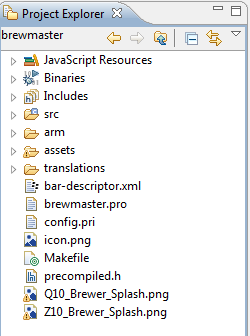 Project Explorer
brewmaster
JavaScript Resources
Binaries
Includes
src
arm
assets
translations
bar-descriptor.xml
brewmaster.pro
config.pri
icon.png
Makefile
precompiled.h
Q10_Brewer_Splash.png
Z10_Brewer_Splash.png